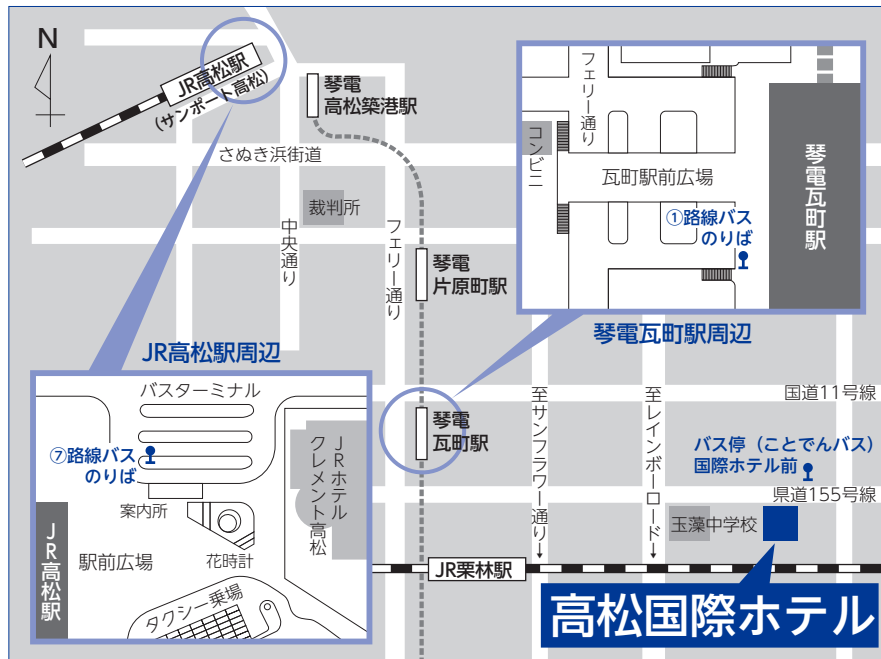 N
JR高松駅
(サンポート高松)
琴電
高松築港駅
さぬき浜街道
裁判所
中央通り
フェリー通り
琴電
片原町駅
フェリー通り
コンビニ
瓦町駅前広場
琴電瓦町駅
①路線バス
のりば
琴電瓦町駅周辺
JR高松駅周辺
バスターミナル
⑦路線バス
のりば
案内所
花時計
JRホテル
クレメント高松
JR高松駅
駅前広場
タクシー乗場
琴電
瓦町駅
至サンフラワー通り
至レインボーロード
国道11号線
バス停（ことでんバス）
国際ホテル前
県道155号線
玉藻中学校
JR栗林駅
高松国際ホテル